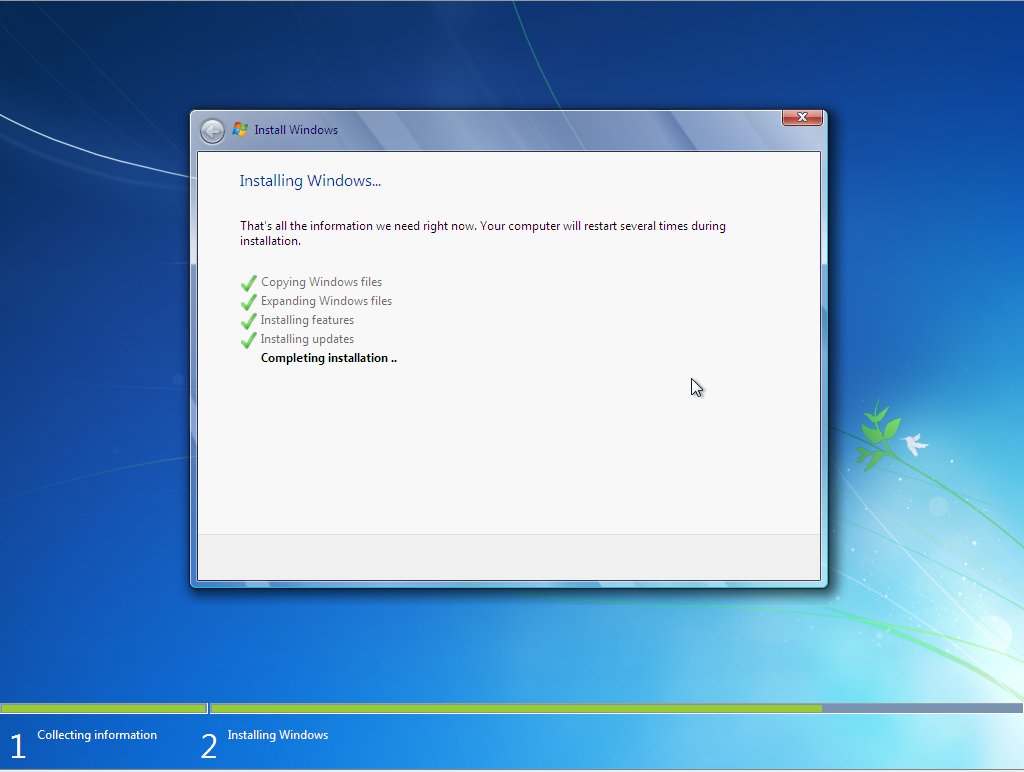 Install Windows
Installing Windows...
That's all the information we need right now. Your computer will restart several times during
installation.
Copying Windows files
Expanding Windows files
Installing features
Installing updates
Completing installation ..
1 Collecting information 2 Installing Windows